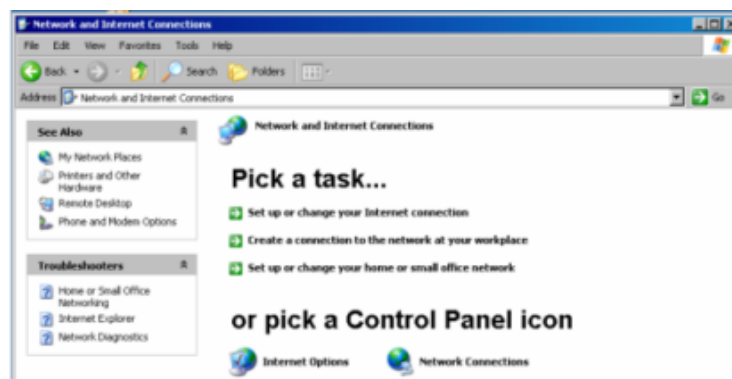 Network and Internet Connections
File Edit View Favorites Tools Help
Back Search Folders
Address Network and Internet Connections Go
See Also
My Network Places
Printers and Other
Hardware
Remote Desktop
Phone and Modem Options
Troubleshooters
Home or Small Office
Networking
Internet Explorer
Network Diagnostics
Network and Internet Connections
Pick a task...
Set up or change your Internet connection
Create a connection to the network at your workplace
Set up or change your home or small office network
or pick a Control Panel icon
Internet Options Network Connections